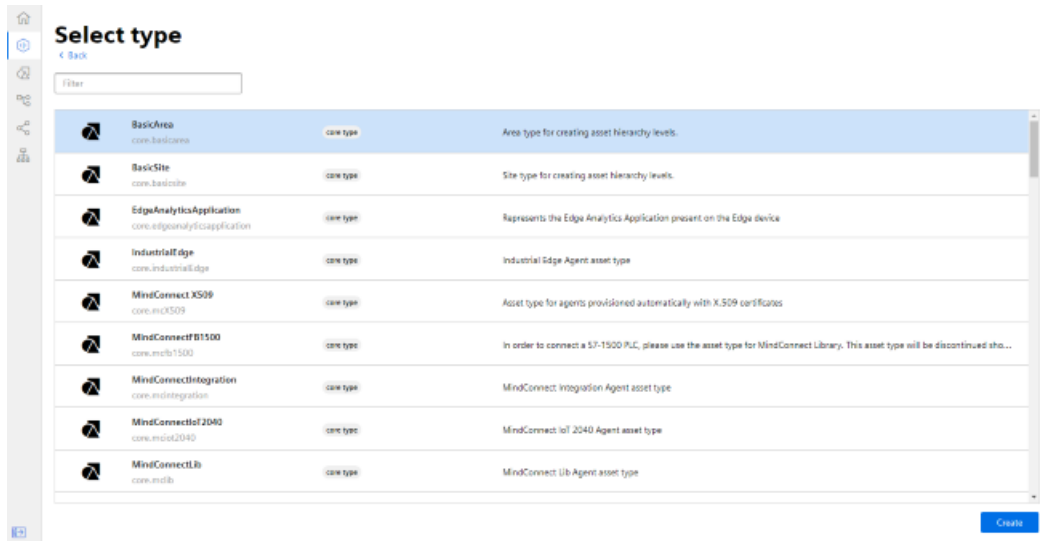 Select type
< Back
Filter
BasicArea
core.basicarea
core type
Area type for creating asset hierarchy levels.
BasicSite
core.basicsite
core type
Site type for creating asset hierarchy levels.
EdgeAnalyticsApplication
core.edgeanalyticsapplication
core type
Represents the Edge Analytics Application present on the Edge device
IndustrialEdge
core.industrialEdge
core type
Industrial Edge Agent asset type
MindConnect X509
core.mcX509
core type
Asset type for agents provisioned automatically with X.509 certificates
MindConnectFB1500
core.mcfb1500
core type
In order to connect a S7-1500 PLC, please use the asset type for MindConnect Library. This asset type will be discontinued sho...
MindConnectIntegration
core.mcintegration
core type
MindConnect Integration Agent asset type
MindConnectIoT2040
core.mciot2040
core type
MindConnect IoT 2040 Agent asset type
MindConnectLib
core.mclib
core type
MindConnect Lib Agent asset type
Create